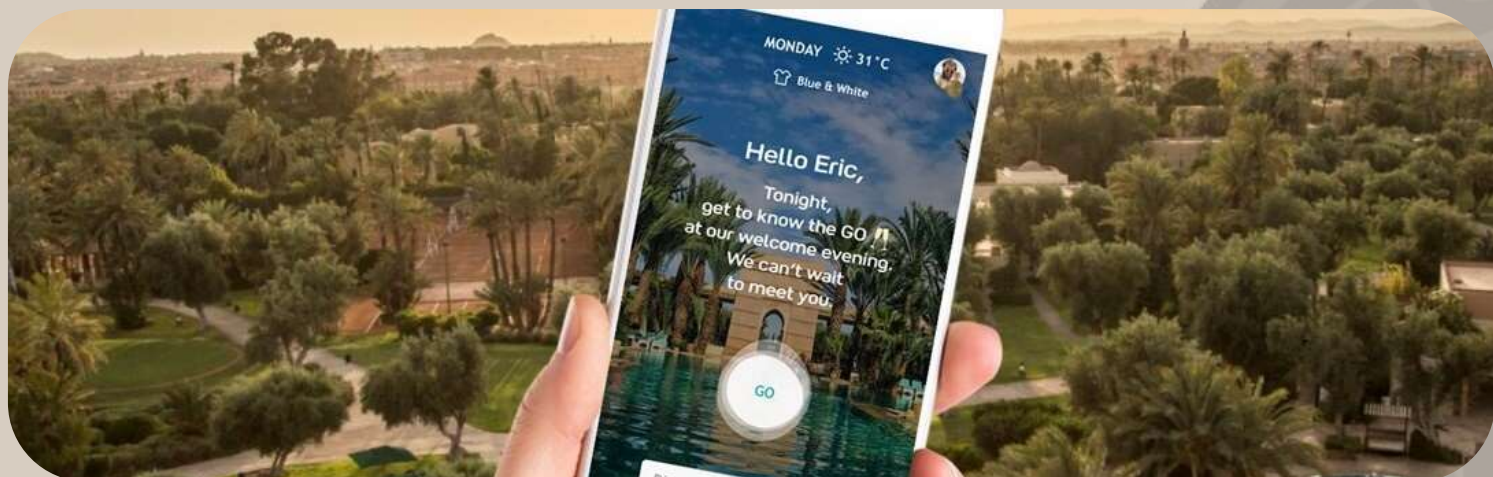 MONDAY 31°C
Blue & White
Hello Eric,
Tonight,
get to know the GO 🥂
at our welcome evening.
We can't wait
to meet you.
GO